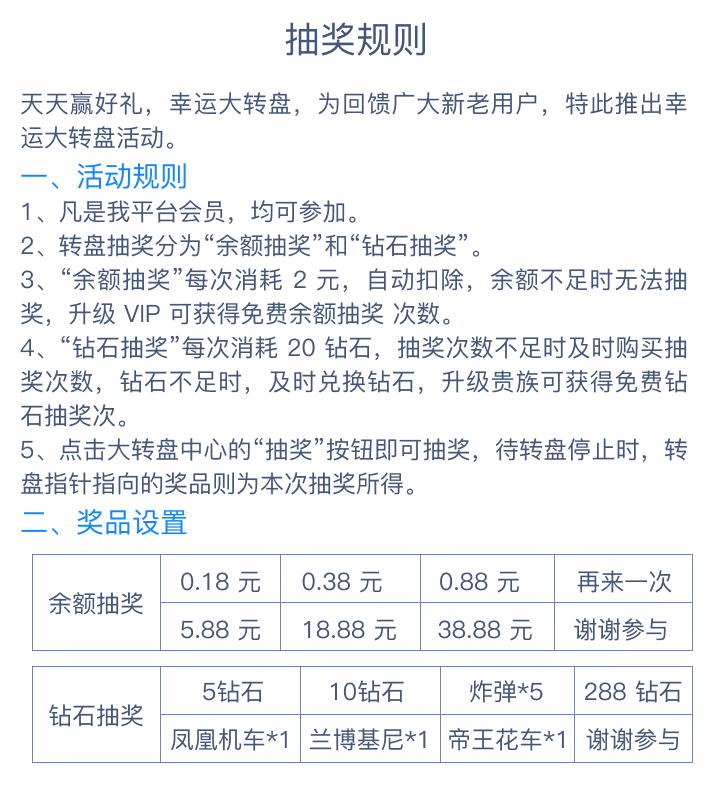 抽奖规则
天天赢好礼，幸运大转盘，为回馈广大新老用户，特此推出幸
运大转盘活动。
一、活动规则
1、凡是我平台会员，均可参加。
2、转盘抽奖分为“余额抽奖”和“钻石抽奖”。
3、“余额抽奖”每次消耗 2 元，自动扣除，余额不足时无法抽
奖，升级 VIP 可获得免费余额抽奖 次数。
4、“钻石抽奖”每次消耗 20 钻石，抽奖次数不足时及时购买抽
奖次数，钻石不足时，及时兑换钻石，升级贵族可获得免费钻
石抽奖次。
5、点击大转盘中心的“抽奖”按钮即可抽奖，待转盘停止时，转
盘指针指向的奖品则为本次抽奖所得。
二、奖品设置
余额抽奖
0.18 元 0.38 元 0.88 元 再来一次
5.88 元 18.88 元 38.88 元 谢谢参与
钻石抽奖
5钻石 10钻石 炸弹*5 288 钻石
凤凰机车*1 兰博基尼*1 帝王花车*1 谢谢参与